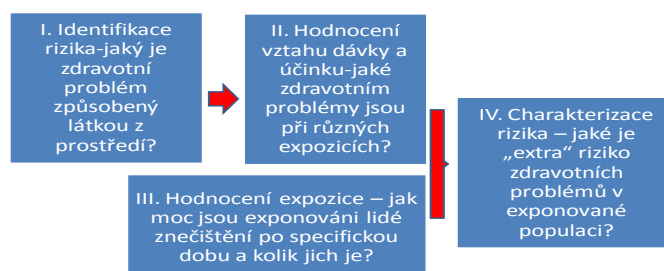 I. Identifikace
rizika-jaký je
zdravotní
problém
způsobený
látkou z
prostředí?
II. Hodnocení
vztahu dávky a
účinku-jaké
zdravotním
problémy jsou
při různých
expozicích?
III. Hodnocení expozice – jak
moc jsou exponováni lidé
znečištění po specifickou
dobu a kolik jich je?
IV. Charakterizace
rizika – jaké je
„extra“ riziko
zdravotních
problémů v
exponované
populaci?